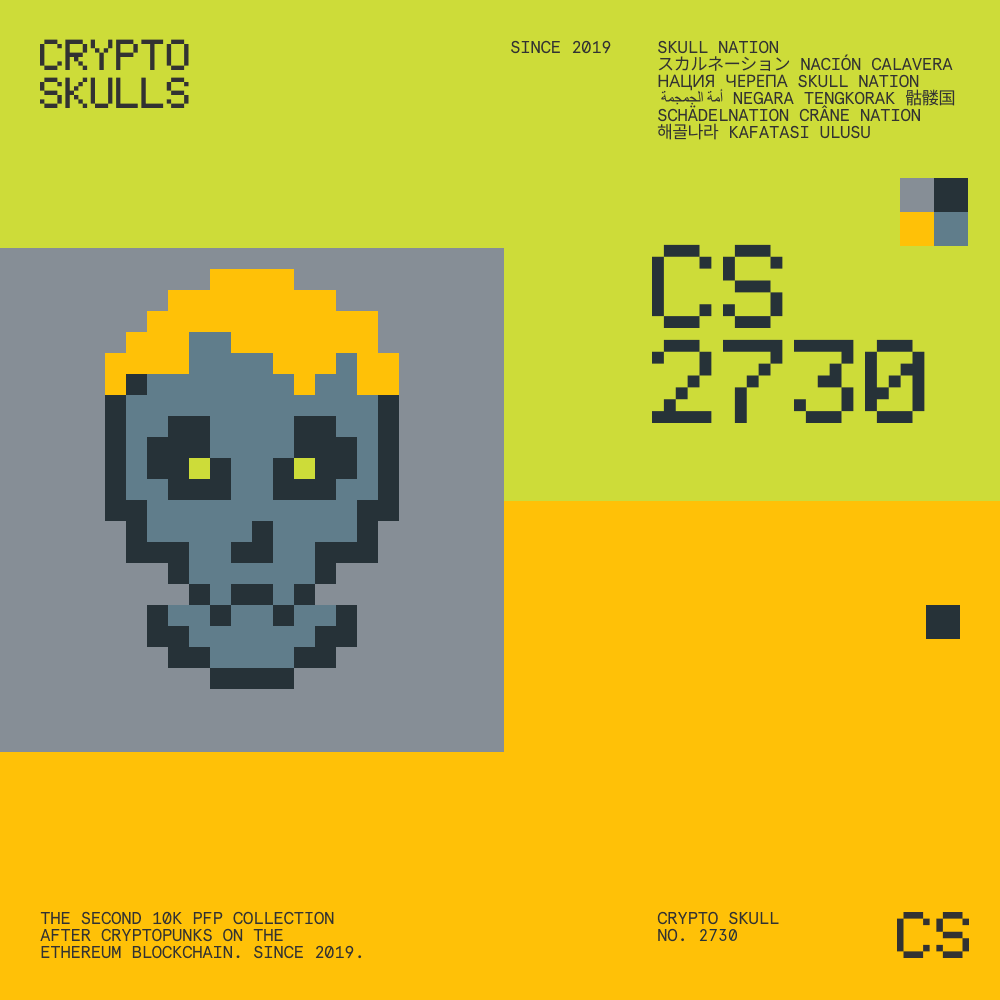 CRYPTO
SKULLS
SINCE 2019
SKULL NATION
スカルネーション NACIÓN CALAVERA
НАЦИЯ ЧЕРЕПА SKULL NATION
أمة الجمجمة NEGARA TENGKORAK 骷髅国
SCHÄDELNATION CRÂNE NATION
해골나라 KAFATASI ULUSU
CS
2730
THE SECOND 10K PFP COLLECTION
AFTER CRYPTOPUNKS ON THE
ETHEREUM BLOCKCHAIN. SINCE 2019.
CRYPTO SKULL
NO. 2730
CS